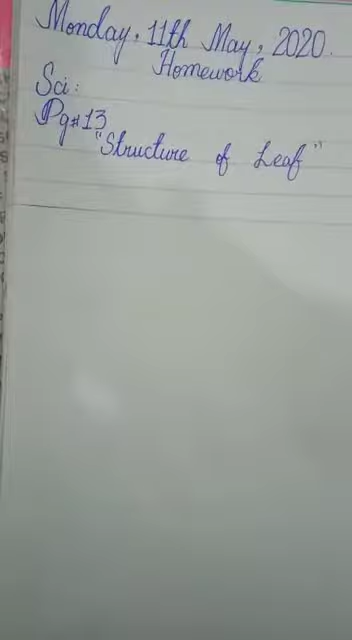 Monday, 11th May, 2020.
Homework
Sci:
Pg#13
"Structure of Leaf"